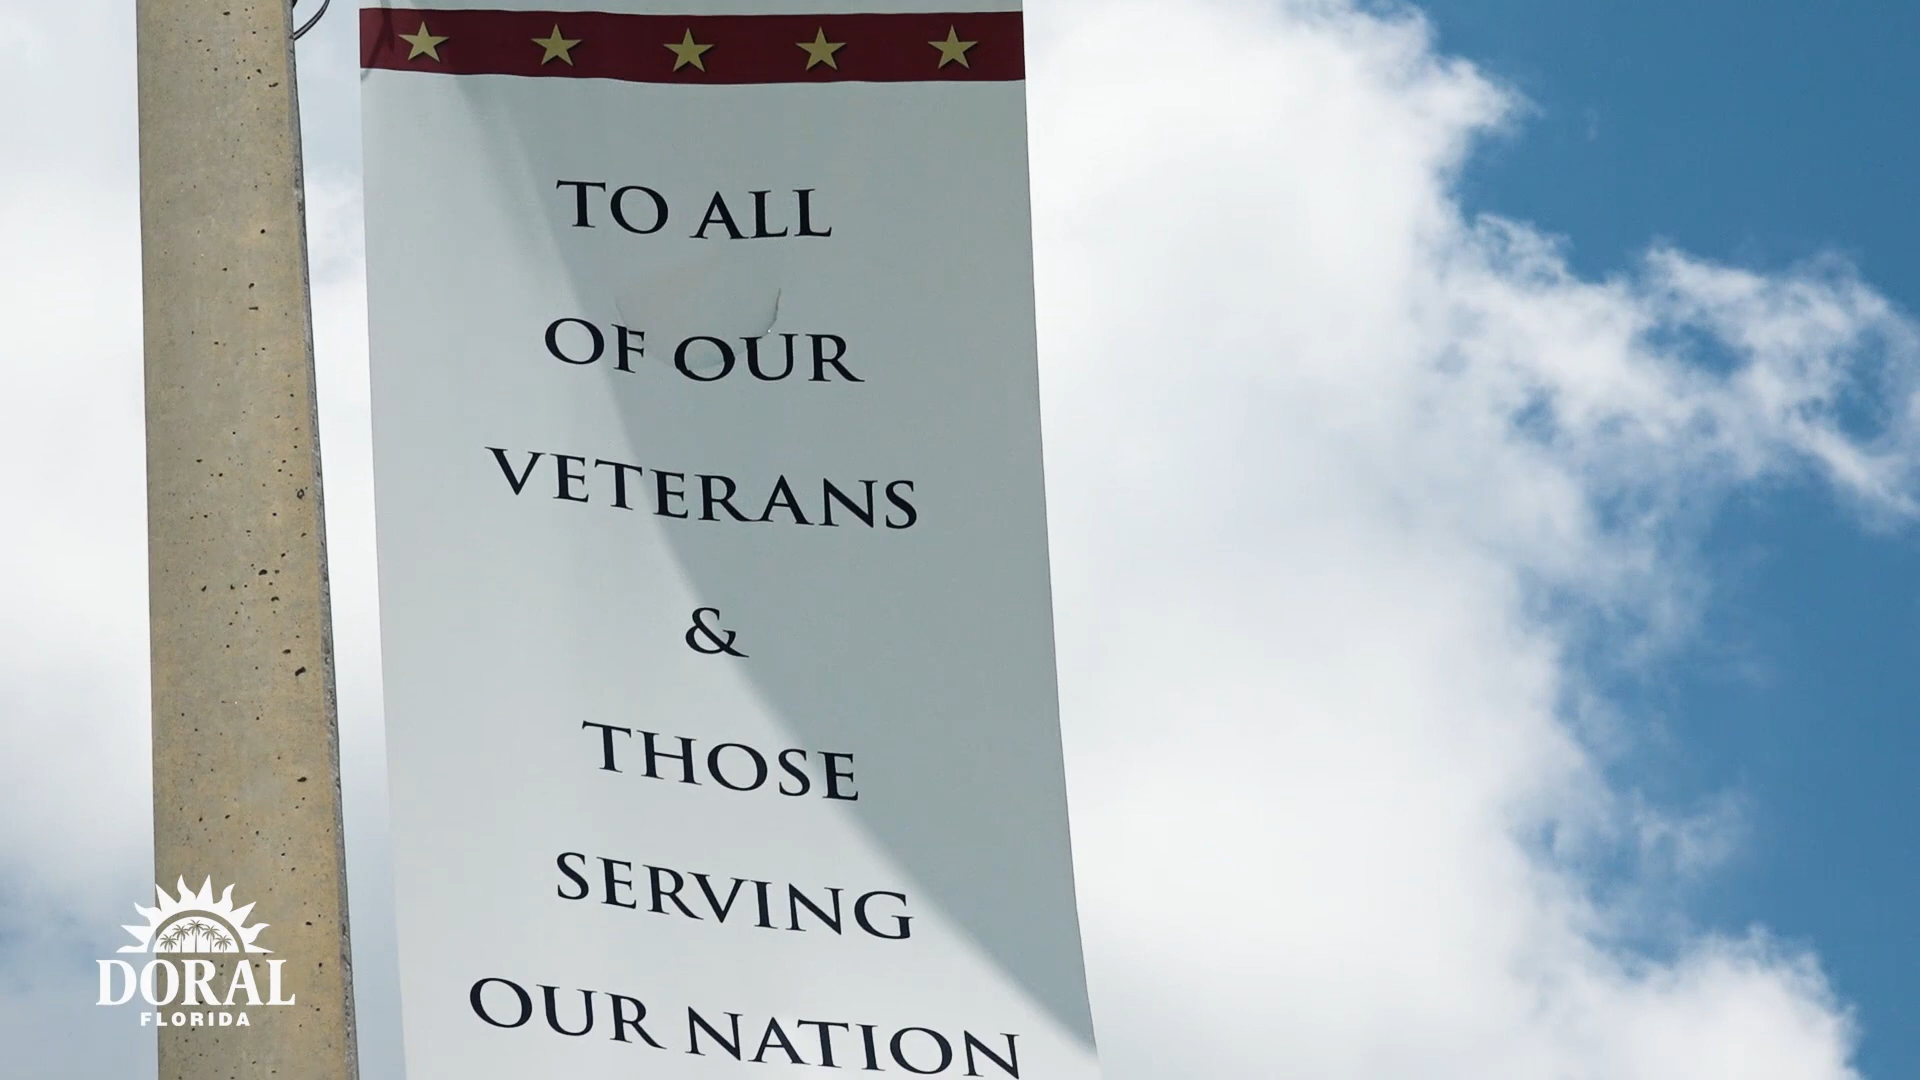 TO ALL
OF OUR
VETERANS
&
THOSE
SERVING
OUR NATION
DORAL
FLORIDA